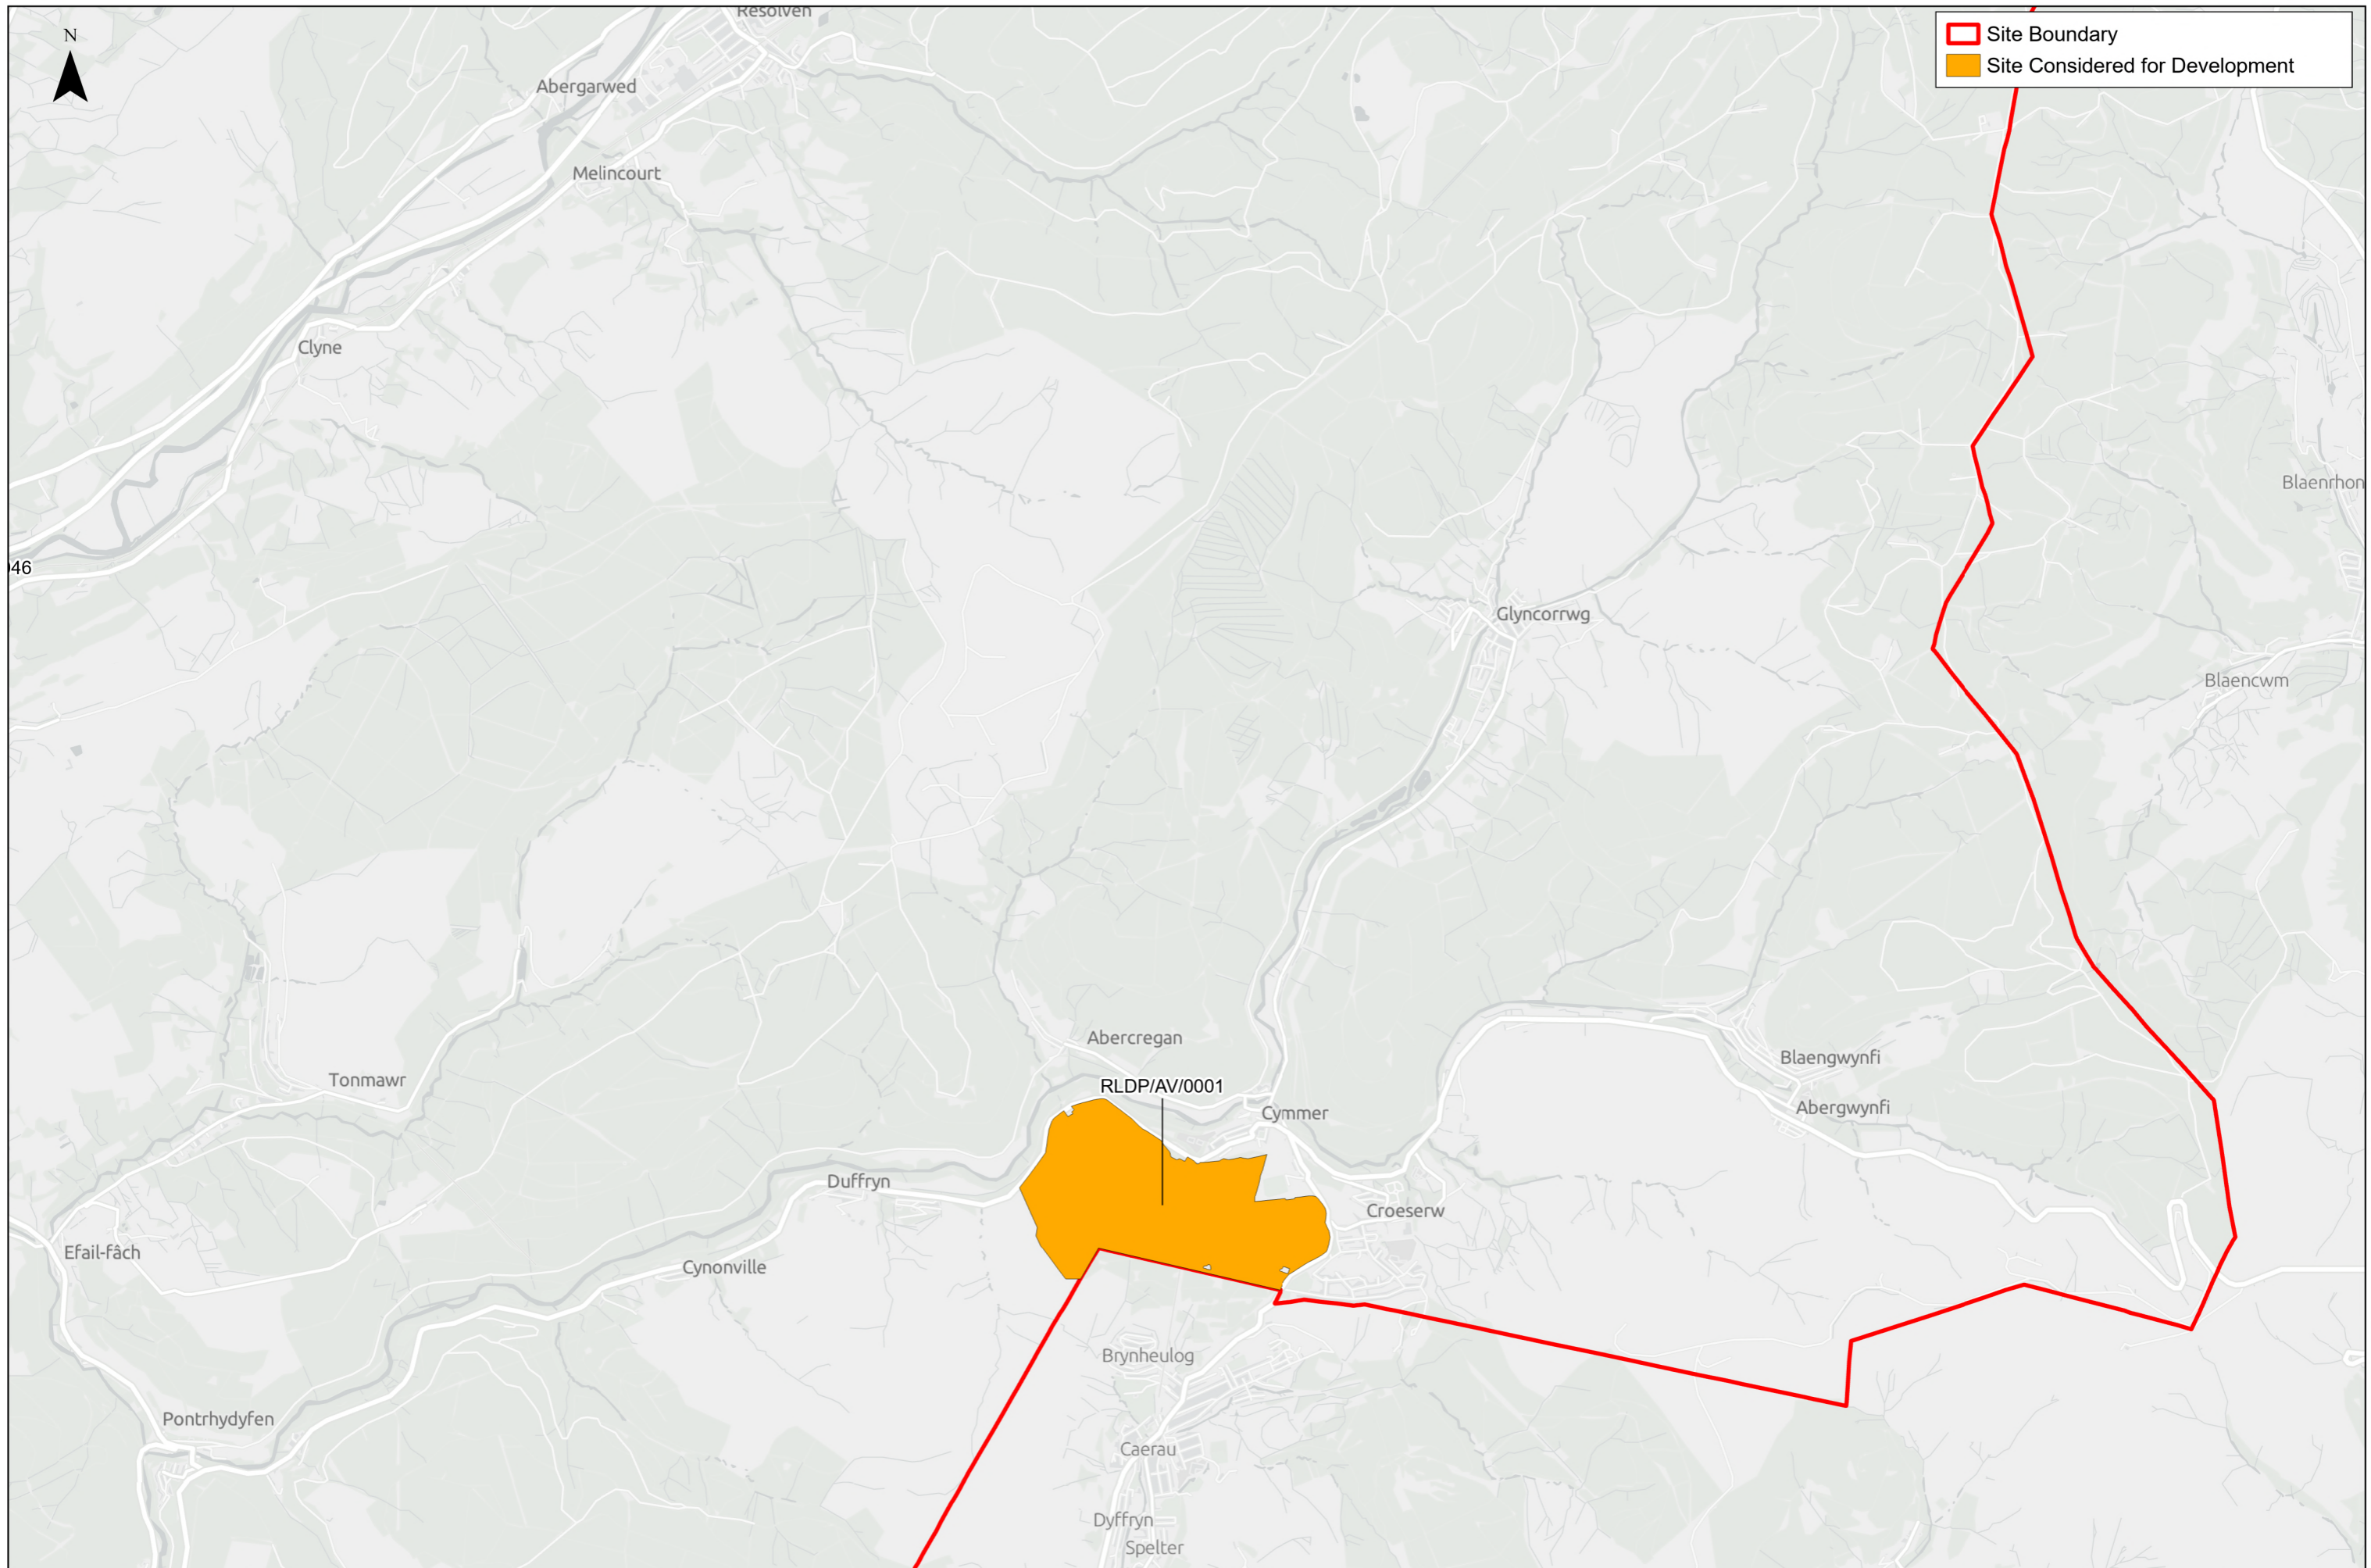 Resolven
N
Site Boundary
Site Considered for Development
Abergarwed
Melincourt
Clyne
Blaenrhon
46
Glyncorrwg
Blaencwm
Abercregan
Blaengwynfi
Tonmawr
RLDP/AV/0001
Abergwynfi
Cymmer
Duffryn
Croeserw
Efail-fâch
Cynonville
Brynheulog
Pontrhydyfen
Caerau
Dyffryn
Spelter